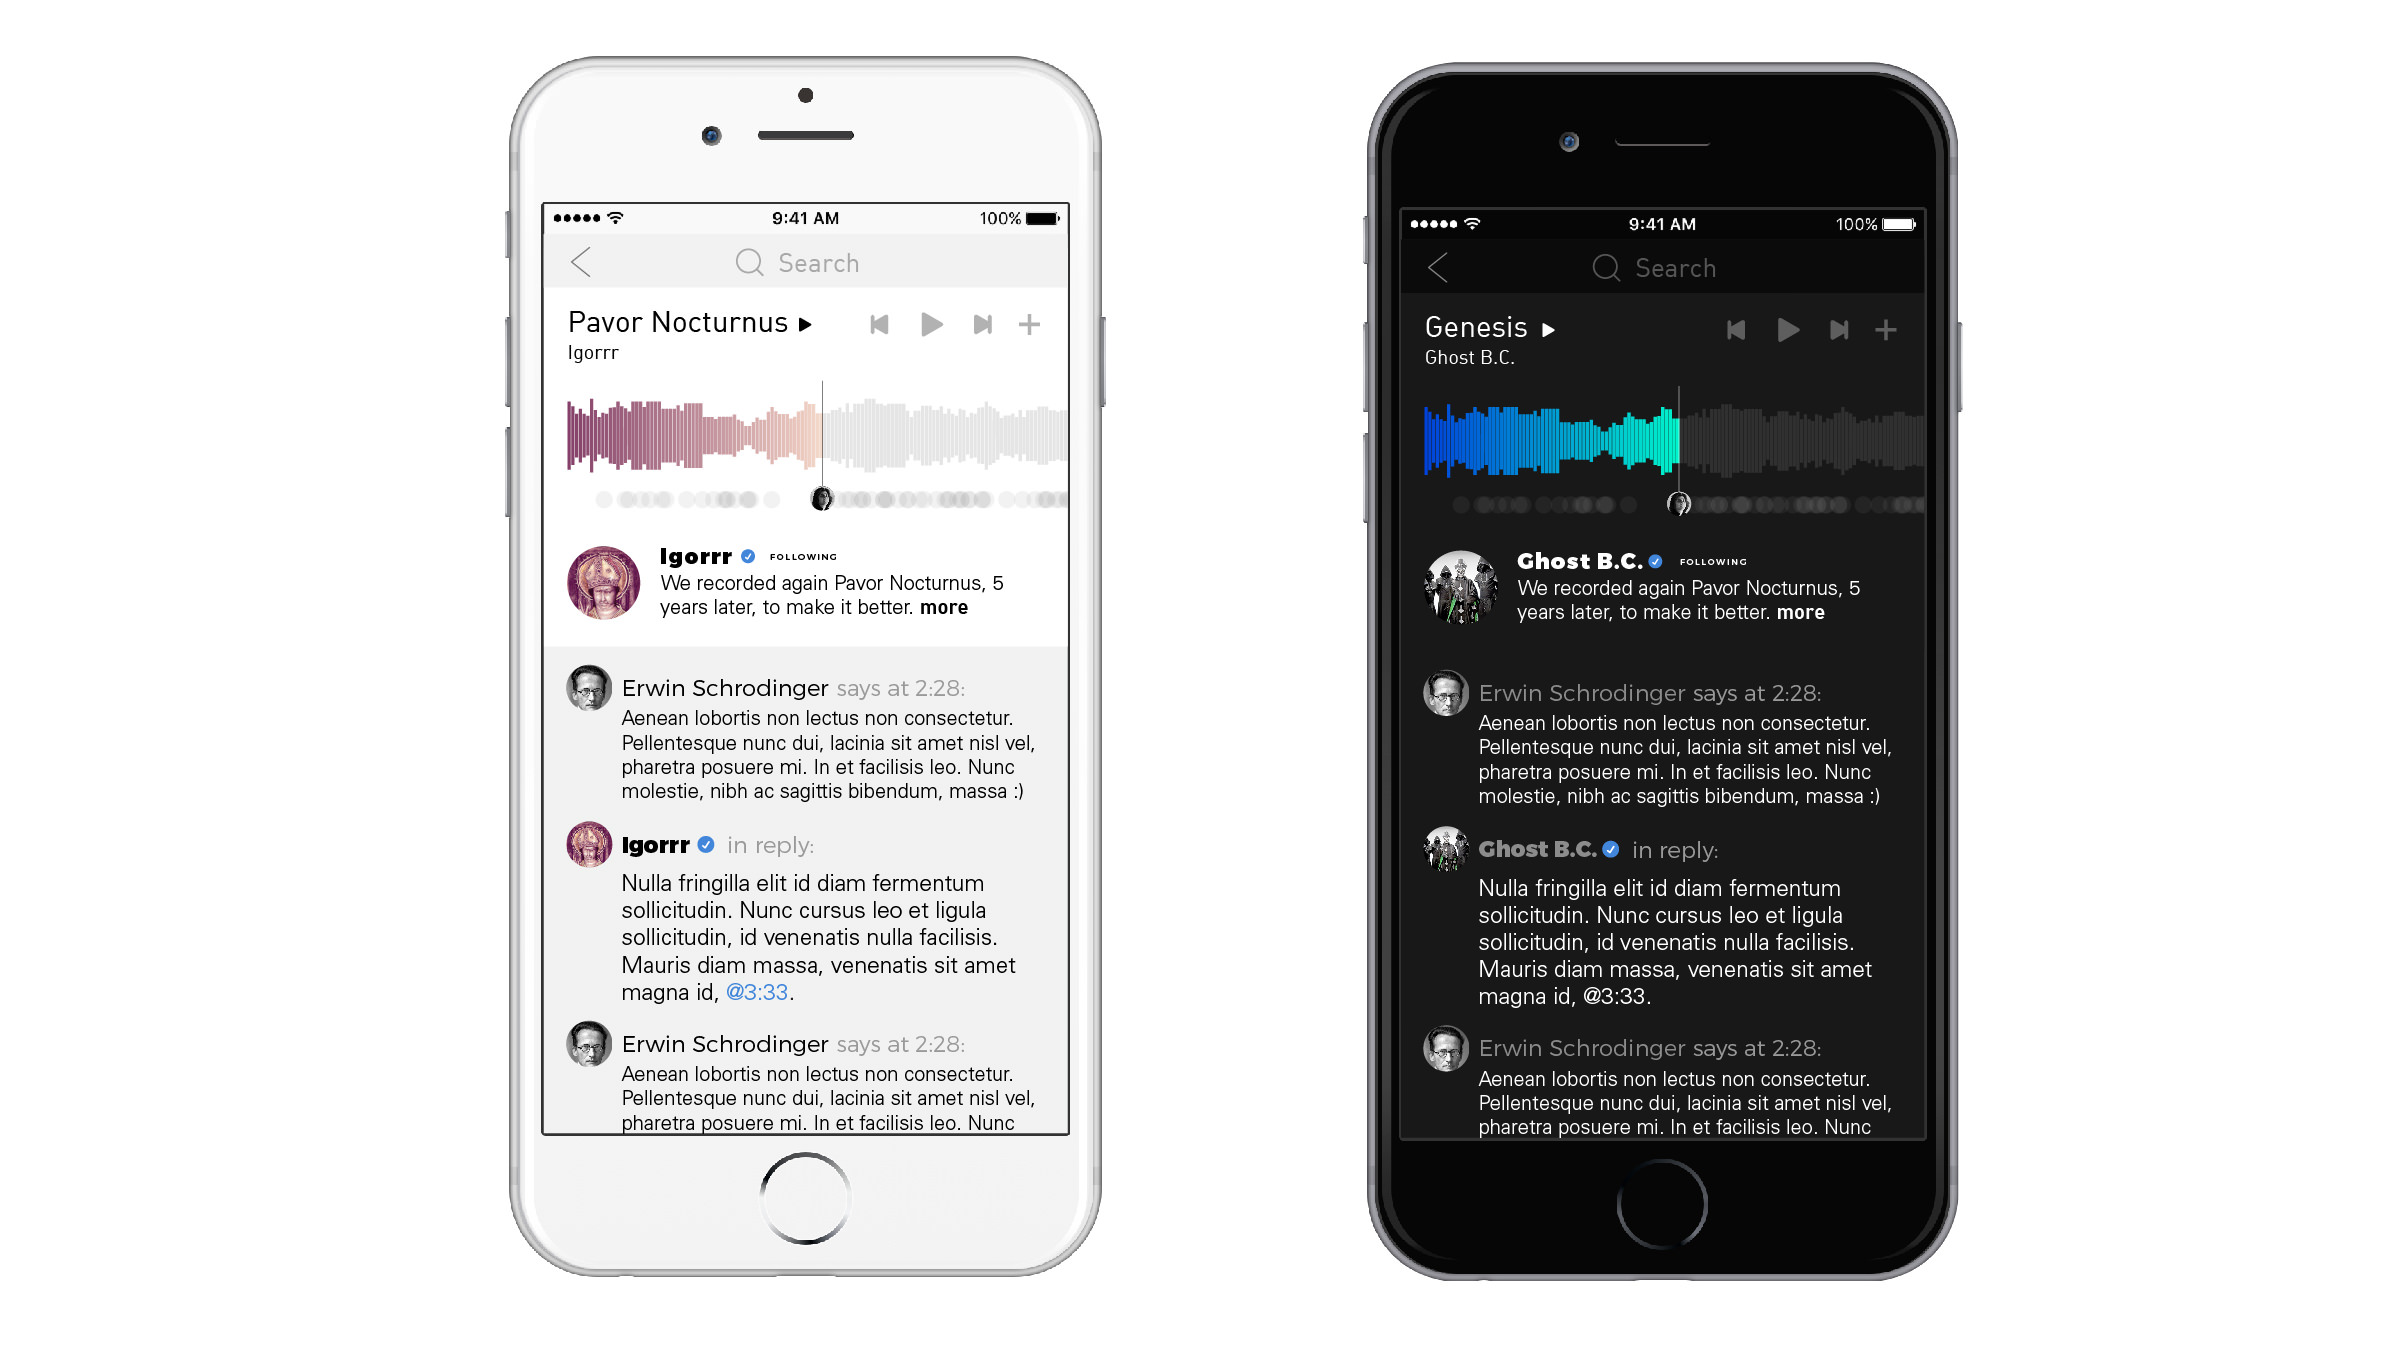 9:41 AM
100%
Search
Pavor Nocturnus
Igorrr
Igorrr FOLLOWING
We recorded again Pavor Nocturnus, 5
years later, to make it better. more
Erwin Schrodinger says at 2:28:
Aenean lobortis non lectus non consectetur.
Pellentesque nunc dui, lacinia sit amet nisl vel,
pharetra posuere mi. In et facilisis leo. Nunc
molestie, nibh ac sagittis bibendum, massa :)
Igorrr in reply:
Nulla fringilla elit id diam fermentum
sollicitudin. Nunc cursus leo et ligula
sollicitudin, id venenatis nulla facilisis.
Mauris diam massa, venenatis sit amet
magna id, @3:33.
Erwin Schrodinger says at 2:28:
Aenean lobortis non lectus non consectetur.
Pellentesque nunc dui, lacinia sit amet nisl vel,
pharetra posuere mi. In et facilisis leo. Nunc
9:41 AM
100%
Search
Genesis
Ghost B.C.
Ghost B.C. FOLLOWING
We recorded again Pavor Nocturnus, 5
years later, to make it better. more
Erwin Schrodinger says at 2:28:
Aenean lobortis non lectus non consectetur.
Pellentesque nunc dui, lacinia sit amet nisl vel,
pharetra posuere mi. In et facilisis leo. Nunc
molestie, nibh ac sagittis bibendum, massa :)
Ghost B.C. in reply:
Nulla fringilla elit id diam fermentum
sollicitudin. Nunc cursus leo et ligula
sollicitudin, id venenatis nulla facilisis.
Mauris diam massa, venenatis sit amet
magna id, @3:33.
Erwin Schrodinger says at 2:28:
Aenean lobortis non lectus non consectetur.
Pellentesque nunc dui, lacinia sit amet nisl vel,
pharetra posuere mi. In et facilisis leo. Nunc